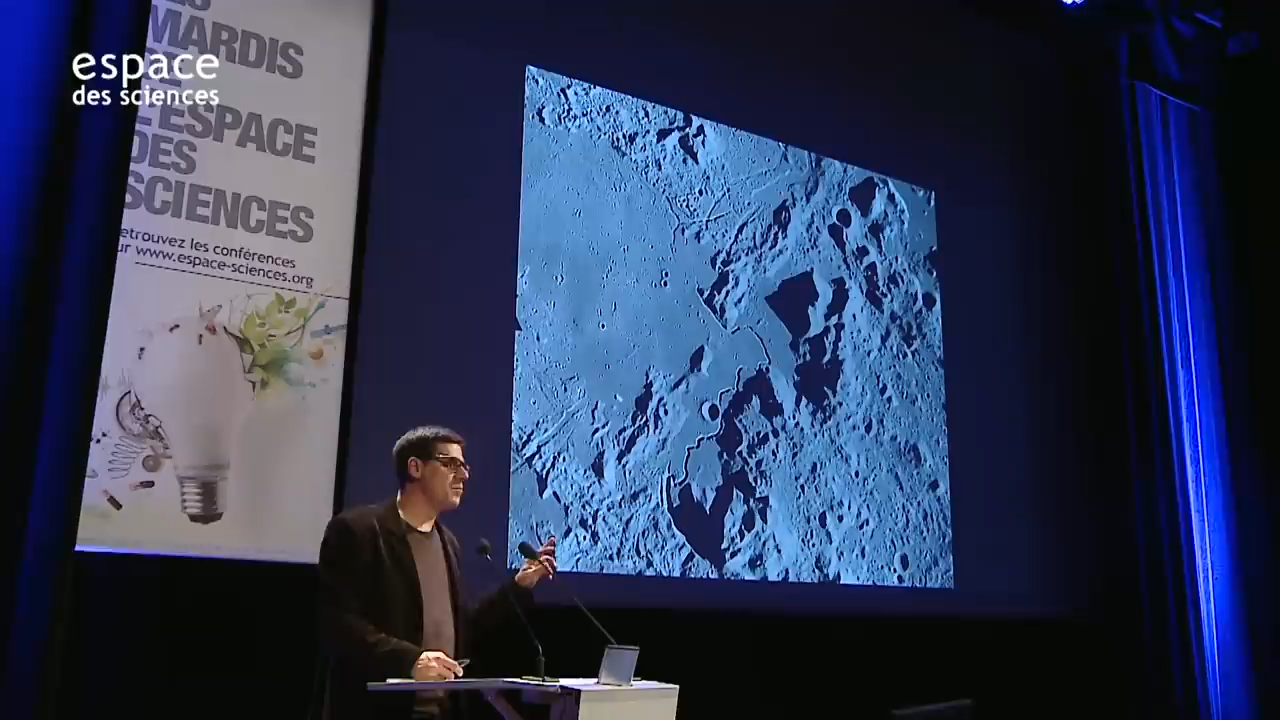 espace
des sciences
MARDIS
L'ESPACE
DES
SCIENCES
etrouvez les conférences
ur www.espace-sciences.org